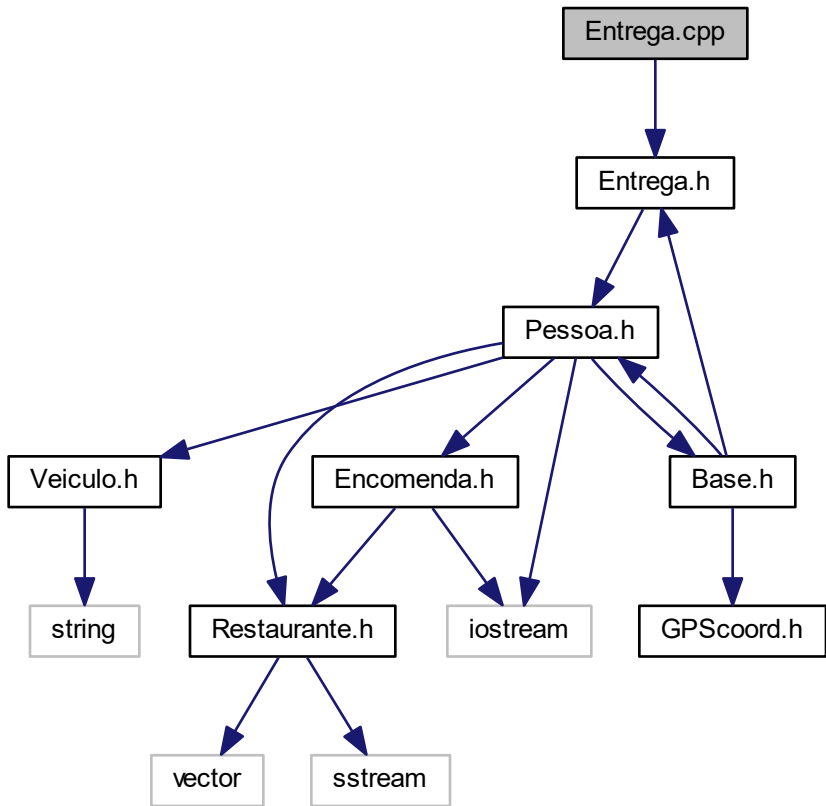 Entrega.cpp
Entrega.h
Pessoa.h
Veiculo.h
Encomenda.h
Base.h
string
Restaurante.h
iostream
GPScoord.h
vector
sstream